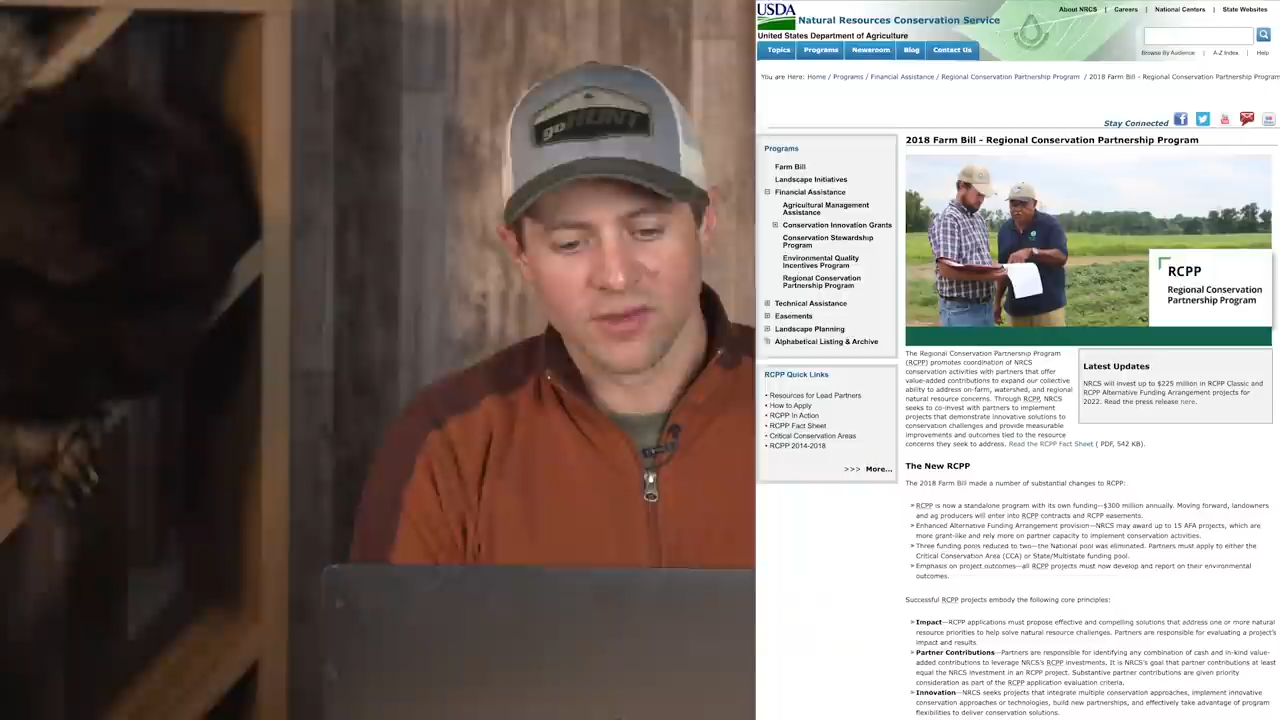 goHUNT
USDA
Natural Resources Conservation Service
United States Department of Agriculture
About NRCS | Careers | National Centers | State Websites
Browse By Audience | A-Z Index | Help
Topics Programs Newsroom Blog Contact Us
You are Here: Home / Programs / Financial Assistance / Regional Conservation Partnership Program / 2018 Farm Bill - Regional Conservation Partnership Program
Stay Connected
Programs
Farm Bill
Landscape Initiatives
Financial Assistance
Agricultural Management
Assistance
Conservation Innovation Grants
Conservation Stewardship
Program
Environmental Quality
Incentives Program
Regional Conservation
Partnership Program
Technical Assistance
Easements
Landscape Planning
Alphabetical Listing & Archive
RCPP Quick Links
• Resources for Lead Partners
• How to Apply
• RCPP In Action
• RCPP Fact Sheet
• Critical Conservation Areas
• RCPP 2014-2018
>>> More...
2018 Farm Bill - Regional Conservation Partnership Program
RCPP
Regional Conservation
Partnership Program
The Regional Conservation Partnership Program
(RCPP) promotes coordination of NRCS
conservation activities with partners that offer
value-added contributions to expand our collective
ability to address on-farm, watershed, and regional
natural resource concerns. Through RCPP, NRCS
seeks to co-invest with partners to implement
projects that demonstrate innovative solutions to
conservation challenges and provide measurable
improvements and outcomes tied to the resource
concerns they seek to address. Read the RCPP Fact Sheet ( PDF, 542 KB).
Latest Updates
NRCS will invest up to $225 million in RCPP Classic and
RCPP Alternative Funding Arrangement projects for
2022. Read the press release here.
The New RCPP
The 2018 Farm Bill made a number of substantial changes to RCPP:
RCPP is now a standalone program with its own funding—$300 million annually. Moving forward, landowners
and ag producers will enter into RCPP contracts and RCPP easements.
Enhanced Alternative Funding Arrangement provision—NRCS may award up to 15 AFA projects, which are
more grant-like and rely more on partner capacity to implement conservation activities.
Three funding pools reduced to two—the National pool was eliminated. Partners must apply to either the
Critical Conservation Area (CCA) or State/Multistate funding pool.
Emphasis on project outcomes—all RCPP projects must now develop and report on their environmental
outcomes.
Successful RCPP projects embody the following core principles:
Impact—RCPP applications must propose effective and compelling solutions that address one or more natural
resource priorities to help solve natural resource challenges. Partners are responsible for evaluating a project's
impact and results.
Partner Contributions—Partners are responsible for identifying any combination of cash and in-kind value-
added contributions to leverage NRCS's RCPP investments. It is NRCS's goal that partner contributions at least
equal the NRCS investment in an RCPP project. Substantive partner contributions are given priority
consideration as part of the RCPP application evaluation criteria.
Innovation—NRCS seeks projects that integrate multiple conservation approaches, implement innovative
conservation approaches or technologies, build new partnerships, and effectively take advantage of program
flexibilities to deliver conservation solutions.